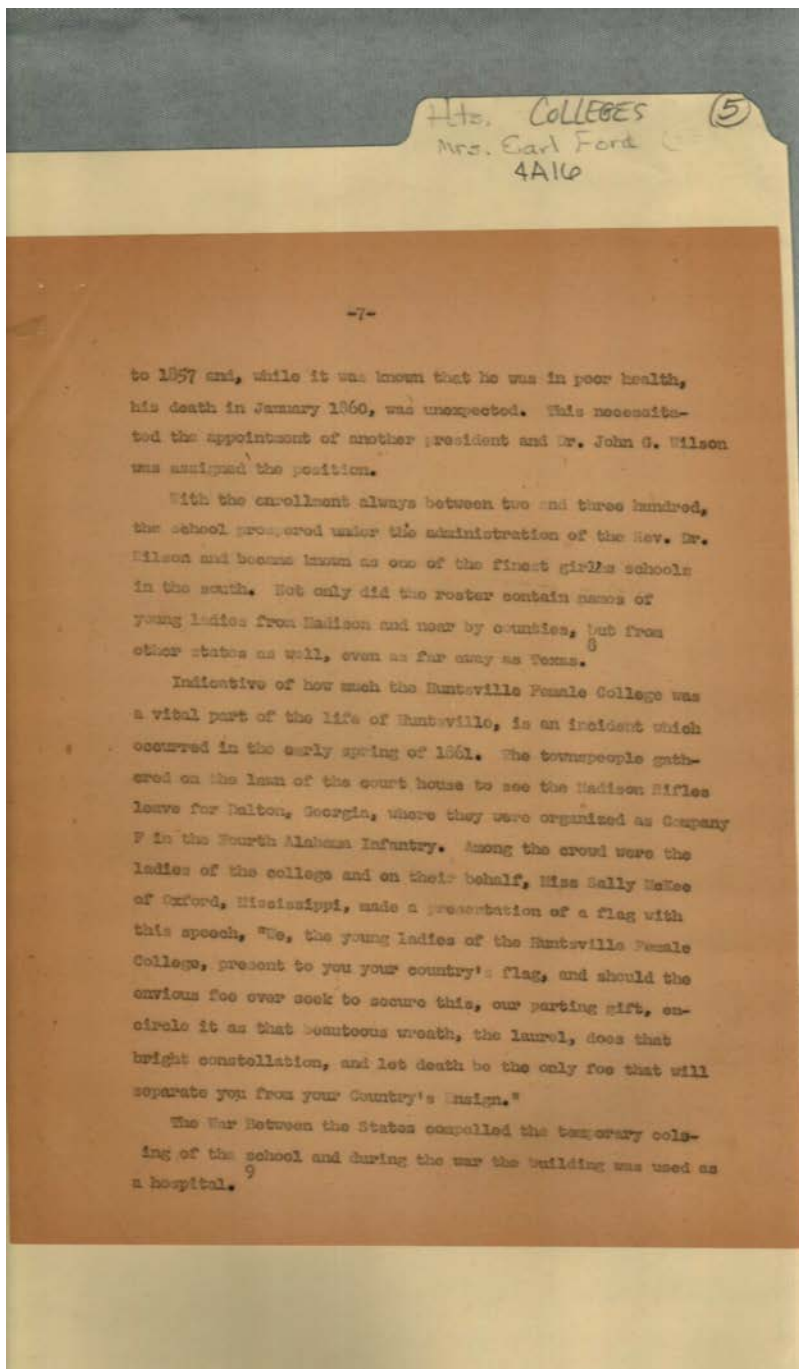 Hts. COLLEGES 5
Mrs. Earl Ford
4A16
-7-
to 1857 and, while it was known that he was in poor health,
his death in January 1860, was unexpected. This necessita-
ted the appointment of another president and Dr. John G. Wilson
was assigned the position.
With the enrollment always between two and three hundred,
the school prospered under the administration of the Rev. Dr.
Wilson and became known as one of the finest girl's schools
in the south. Not only did the roster contain names of
young ladies from Madison and near by counties, but from
other states as well, even as far away as Texas. 8
Indicative of how much the Huntsville Female College was
a vital part of the life of Huntsville, is an incident which
occurred in the early spring of 1861. The townspeople gath-
ered on the lawn of the court house to see the Madison Rifles
leave for Dalton, Georgia, where they were organized as Company
F in the Fourth Alabama Infantry. Among the crowd were the
ladies of the college and on their behalf, Miss Sally McKee
of Oxford, Mississippi, made a presentation of a flag with
this speech, "We, the young ladies of the Huntsville Female
College, present to you your country's flag, and should the
envious foe ever seek to secure this, our parting gift, en-
circle it as that beauteous wreath, the laurel, does that
bright constellation, and let death be the only foe that will
separate you from your Country's Ensign."
The War Between the States compelled the temporary cols-
ing of the school and during the war the building was used as
a hospital. 9